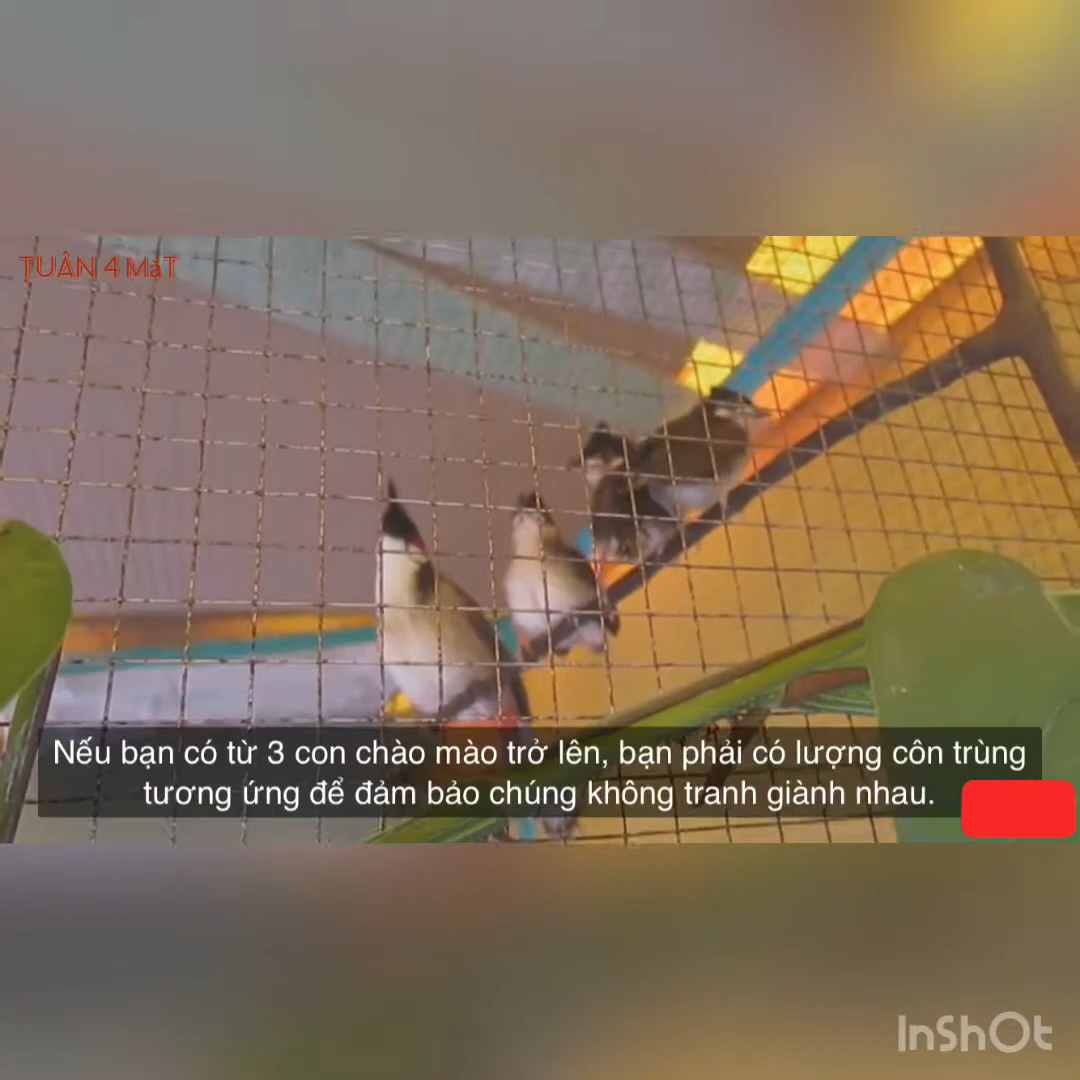 TUÂN 4 MắT
Nếu bạn có từ 3 con chào mào trở lên, bạn phải có lượng côn trùng
tương ứng để đảm bảo chúng không tranh giành nhau.
InShOt